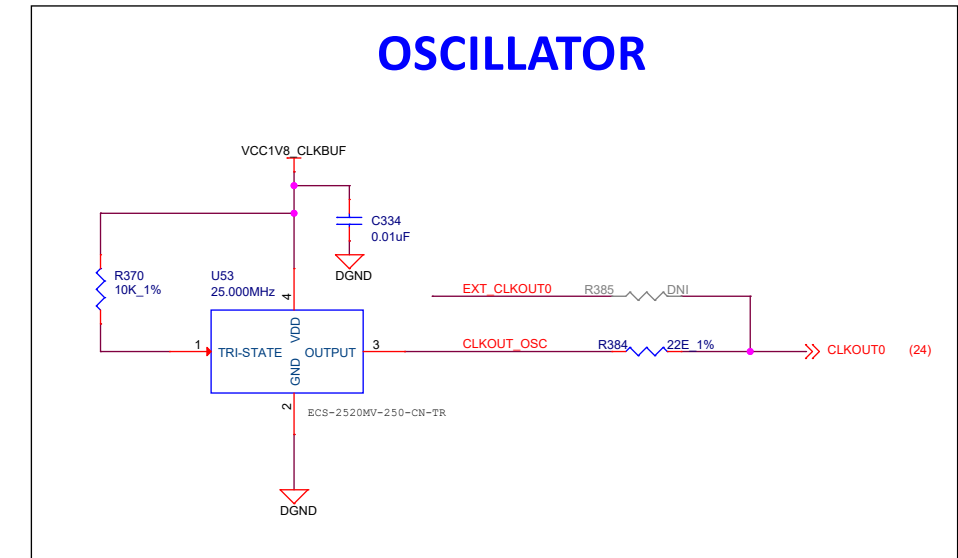 OSCILLATOR
VCC1V8_CLKBUF
C334
0.01uF
DGND
R370
10K_1%
U53
25.000MHz
4
EXT_CLKOUT0 R385 DNI
1 TRI-STATE VDD GND OUTPUT 3
CLKOUT_OSC R384 22E_1% CLKOUT0 (24)
2
ECS-2520MV-250-CN-TR
DGND